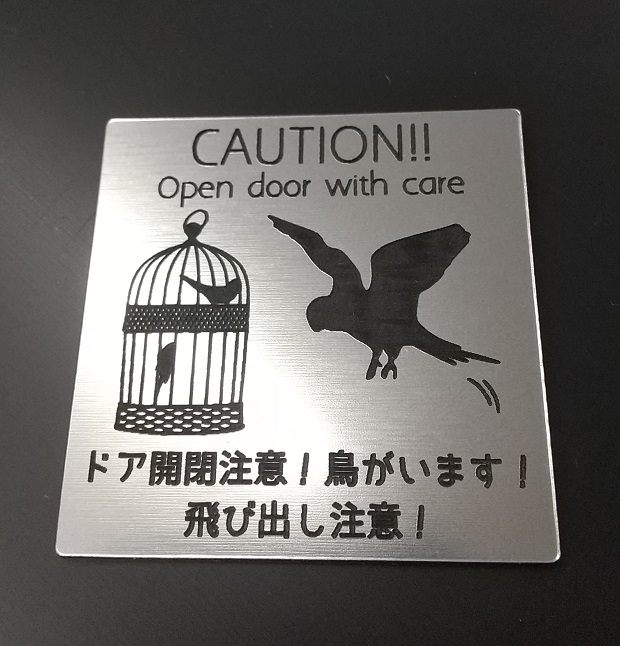 CAUTION!!
Open door with care
ドア開閉注意！鳥がいます！
飛び出し注意！